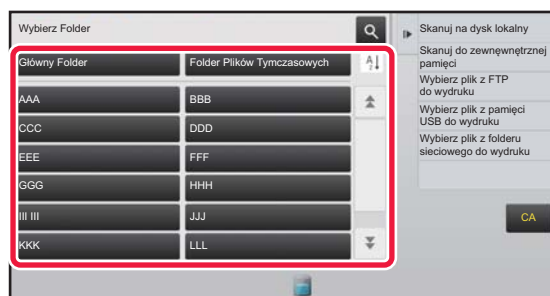 Wybierz Folder
Główny Folder
Folder Plików Tymczasowych
AAA
BBB
CCC
DDD
EEE
FFF
GGG
HHH
III III
JJJ
KKK
LLL
Skanuj na dysk lokalny
Skanuj do zewnęwnętrznej
pamięci
Wybierz plik z FTP
do wydruku
Wybierz plik z pamięci
USB do wydruku
Wybierz plik z folderu
sieciowego do wydruku
CA